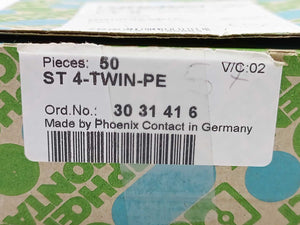 Pieces: 50 V/C:02
ST 4-TWIN-PE
Ord.No.: 30 31 41 6
Made by Phoenix Contact in Germany